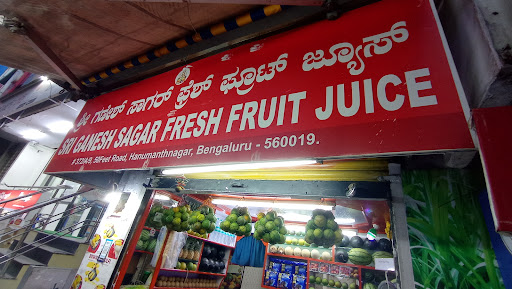 ಶ್ರೀ ಗಣೇಶ್ ಸಾಗರ್ ಫ್ರೆಶ್ ಫ್ರೂಟ್ ಜ್ಯೂಸ್
SRI GANESH SAGAR FRESH FRUIT JUICE
50Feet Road, Hanumanthnagar, Bengaluru - 560019.